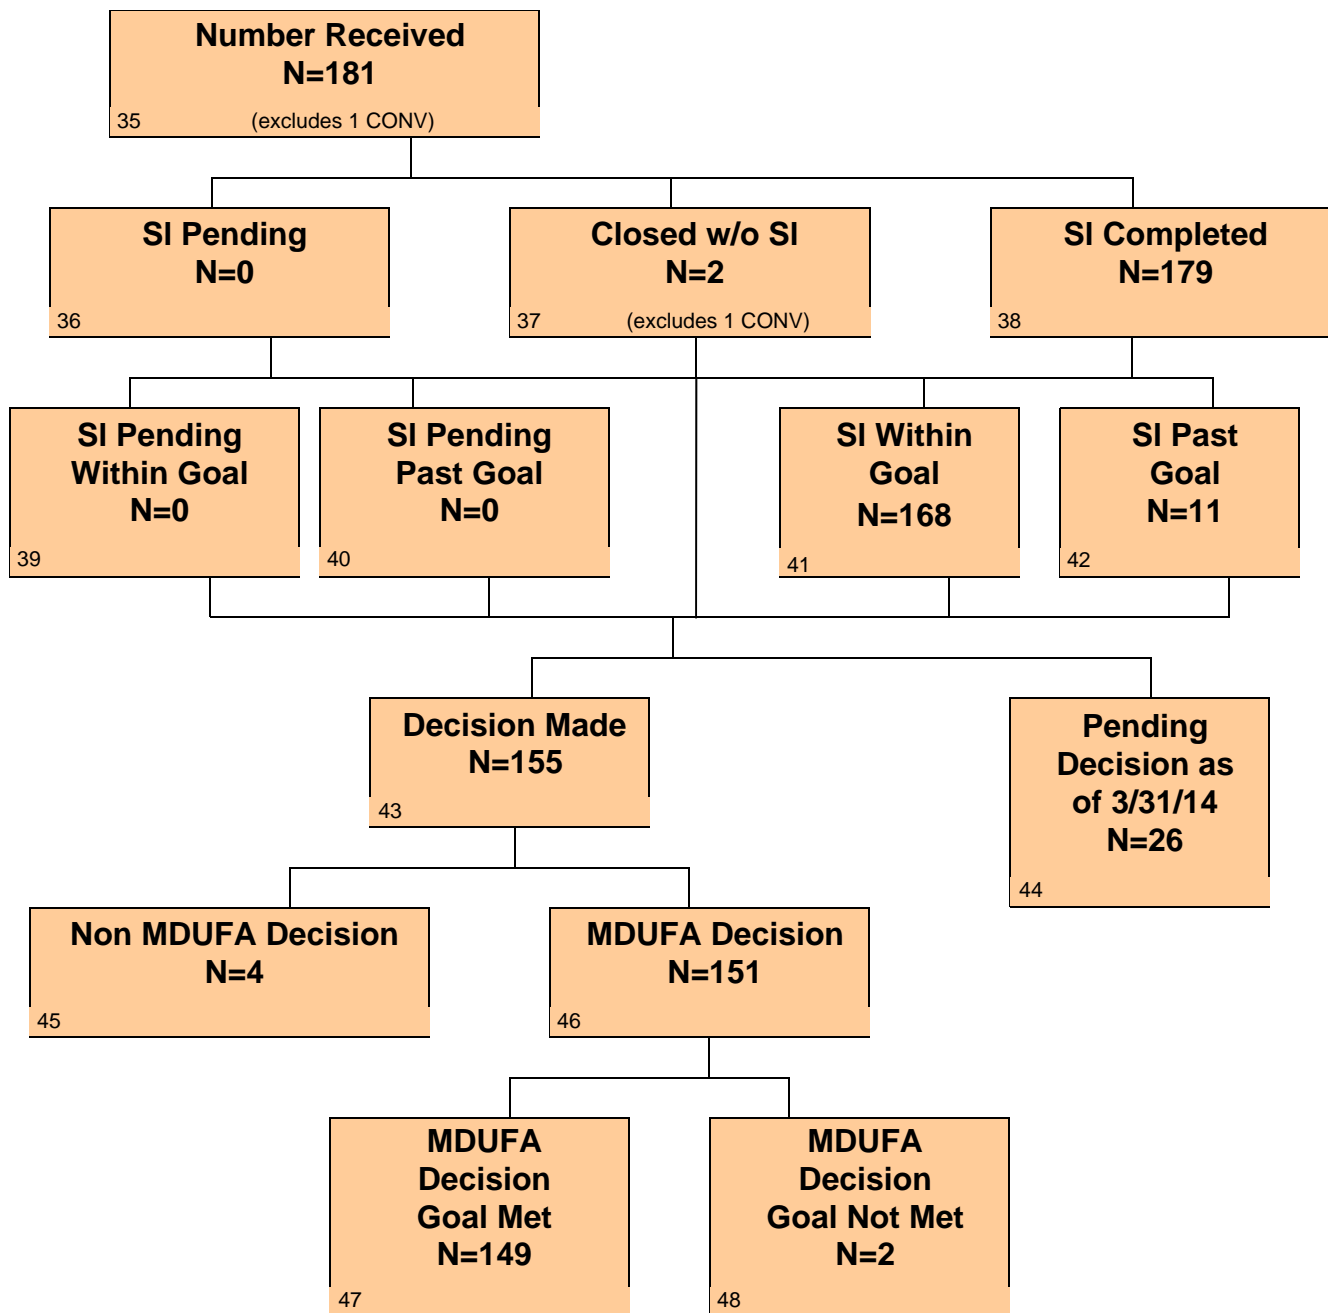 Number Received
N=181
35 (excludes 1 CONV)
SI Pending
N=0
36
Closed w/o SI
N=2
37 (excludes 1 CONV)
SI Completed
N=179
38
SI Pending
Within Goal
N=0
39
SI Pending
Past Goal
N=0
40
SI Within
Goal
N=168
41
SI Past
Goal
N=11
42
Decision Made
N=155
43
Pending
Decision as
of 3/31/14
N=26
44
Non MDUFA Decision
N=4
45
MDUFA Decision
N=151
46
MDUFA
Decision
Goal Met
N=149
47
MDUFA
Decision
Goal Not Met
N=2
48